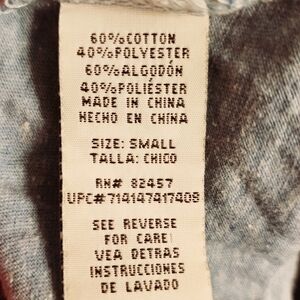 60%COTTON
40%POLYESTER
60%ALGODÓN
40%POLIÉSTER
MADE IN CHINA
HECHO EN CHINA
SIZE: SMALL
TALLA: CHICO
RN# 82457
UPC#714147417408
SEE REVERSE
FOR CARE
VEA DETRAS
INSTRUCCIONES
DE LAVADO